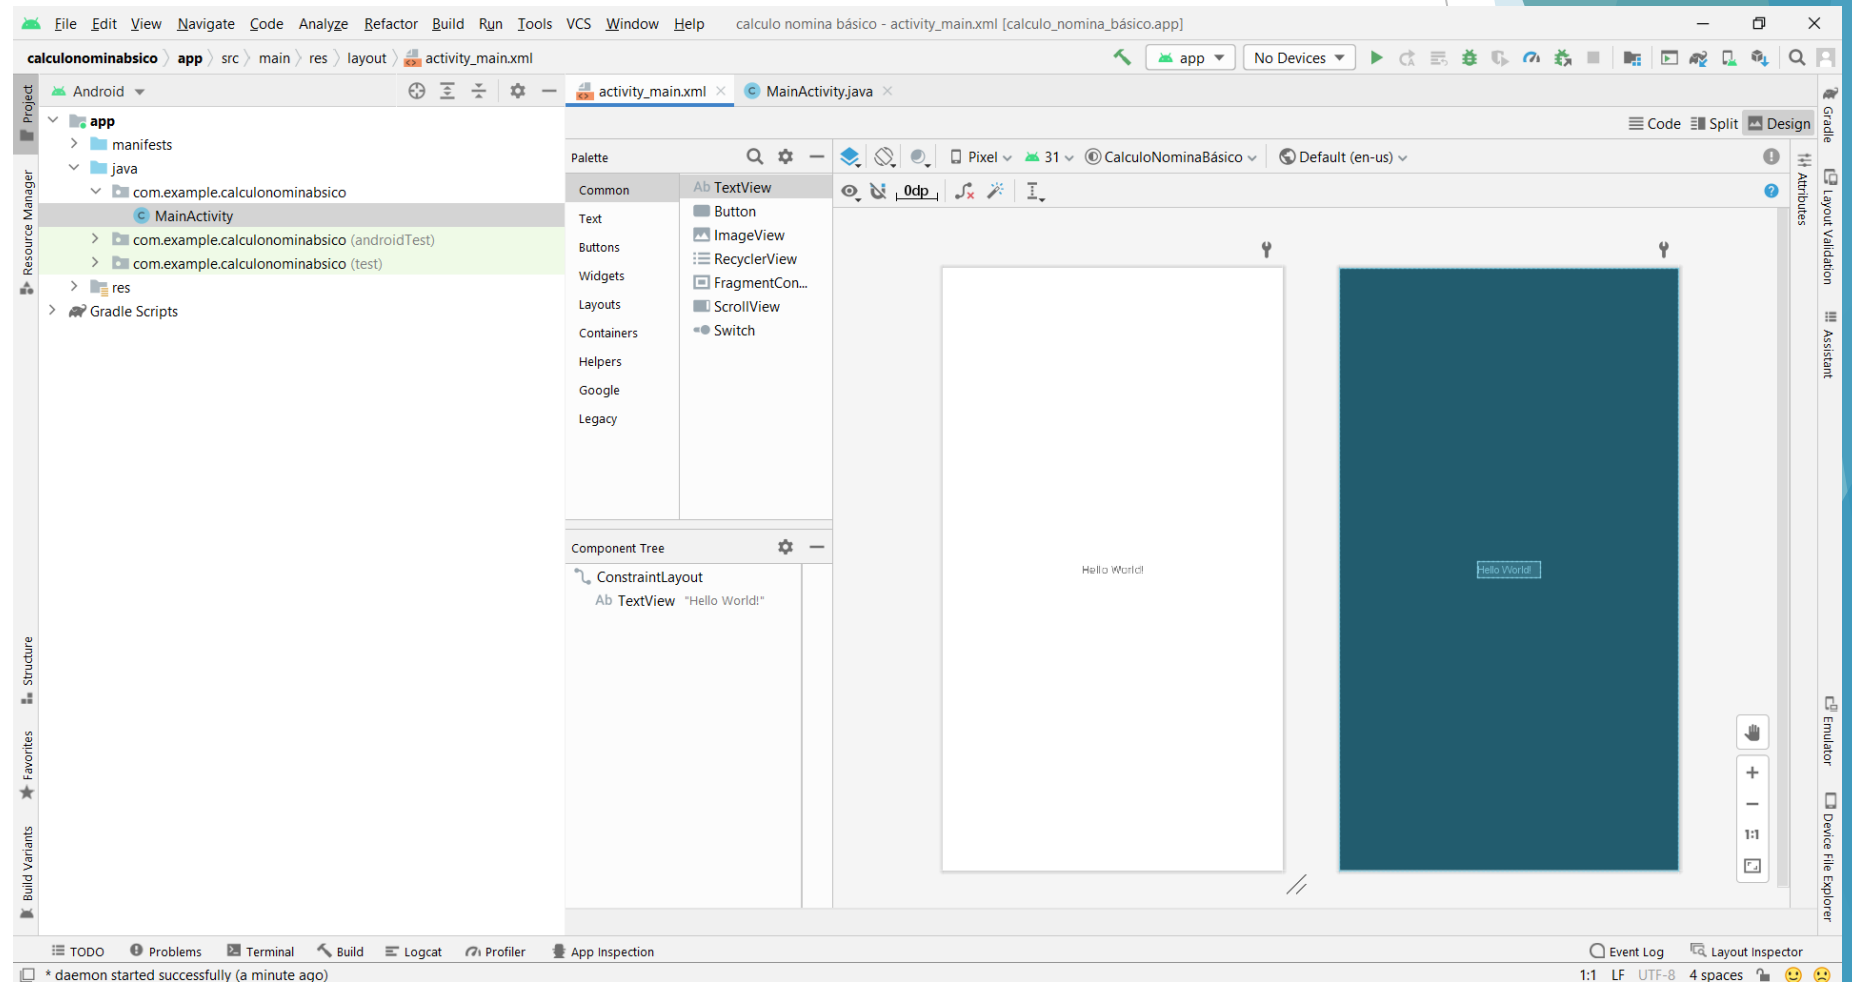 File Edit View Navigate Code Analyze Refactor Build Run Tools VCS Window Help calculo nomina básico - activity_main.xml [calculo_nomina_básico.app]
calculonominabsico app src main res layout activity_main.xml
app No Devices
Project
Android
activity_main.xml MainActivity.java
app
manifests
java
com.example.calculonominabsico
MainActivity
com.example.calculonominabsico (androidTest)
com.example.calculonominabsico (test)
res
Gradle Scripts
Resource Manager
Structure
Favorites
Build Variants
Code Split Design
Palette
Common
Text
Buttons
Widgets
Layouts
Containers
Helpers
Google
Legacy
Ab TextView
Button
ImageView
RecyclerView
FragmentCon...
ScrollView
Switch
Pixel 31 CalculoNominaBásico Default (en-us)
0dp
Component Tree
ConstraintLayout
Ab TextView "Hello World!"
Hello World!
Hello World!
1:1
Attributes
Gradle
Layout Validation
Assistant
Emulator
Device File Explorer
TODO Problems Terminal Build Logcat Profiler App Inspection Event Log Layout Inspector
* daemon started successfully (a minute ago) 1:1 LF UTF-8 4 spaces